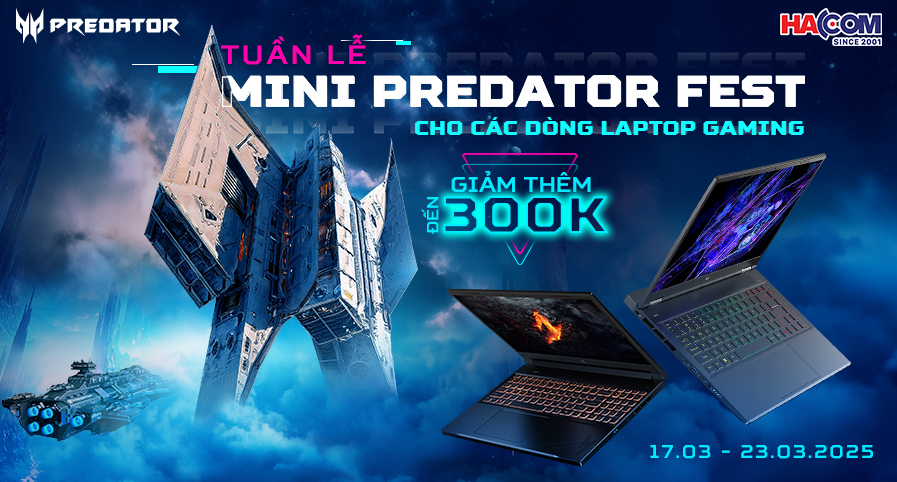 PREDATOR
HACOM
SINCE 2001
TUẦN LỄ
MINI PREDATOR FEST
CHO CÁC DÒNG LAPTOP GAMING
GIẢM THÊM
ĐẾN 300K
17.03 - 23.03.2025